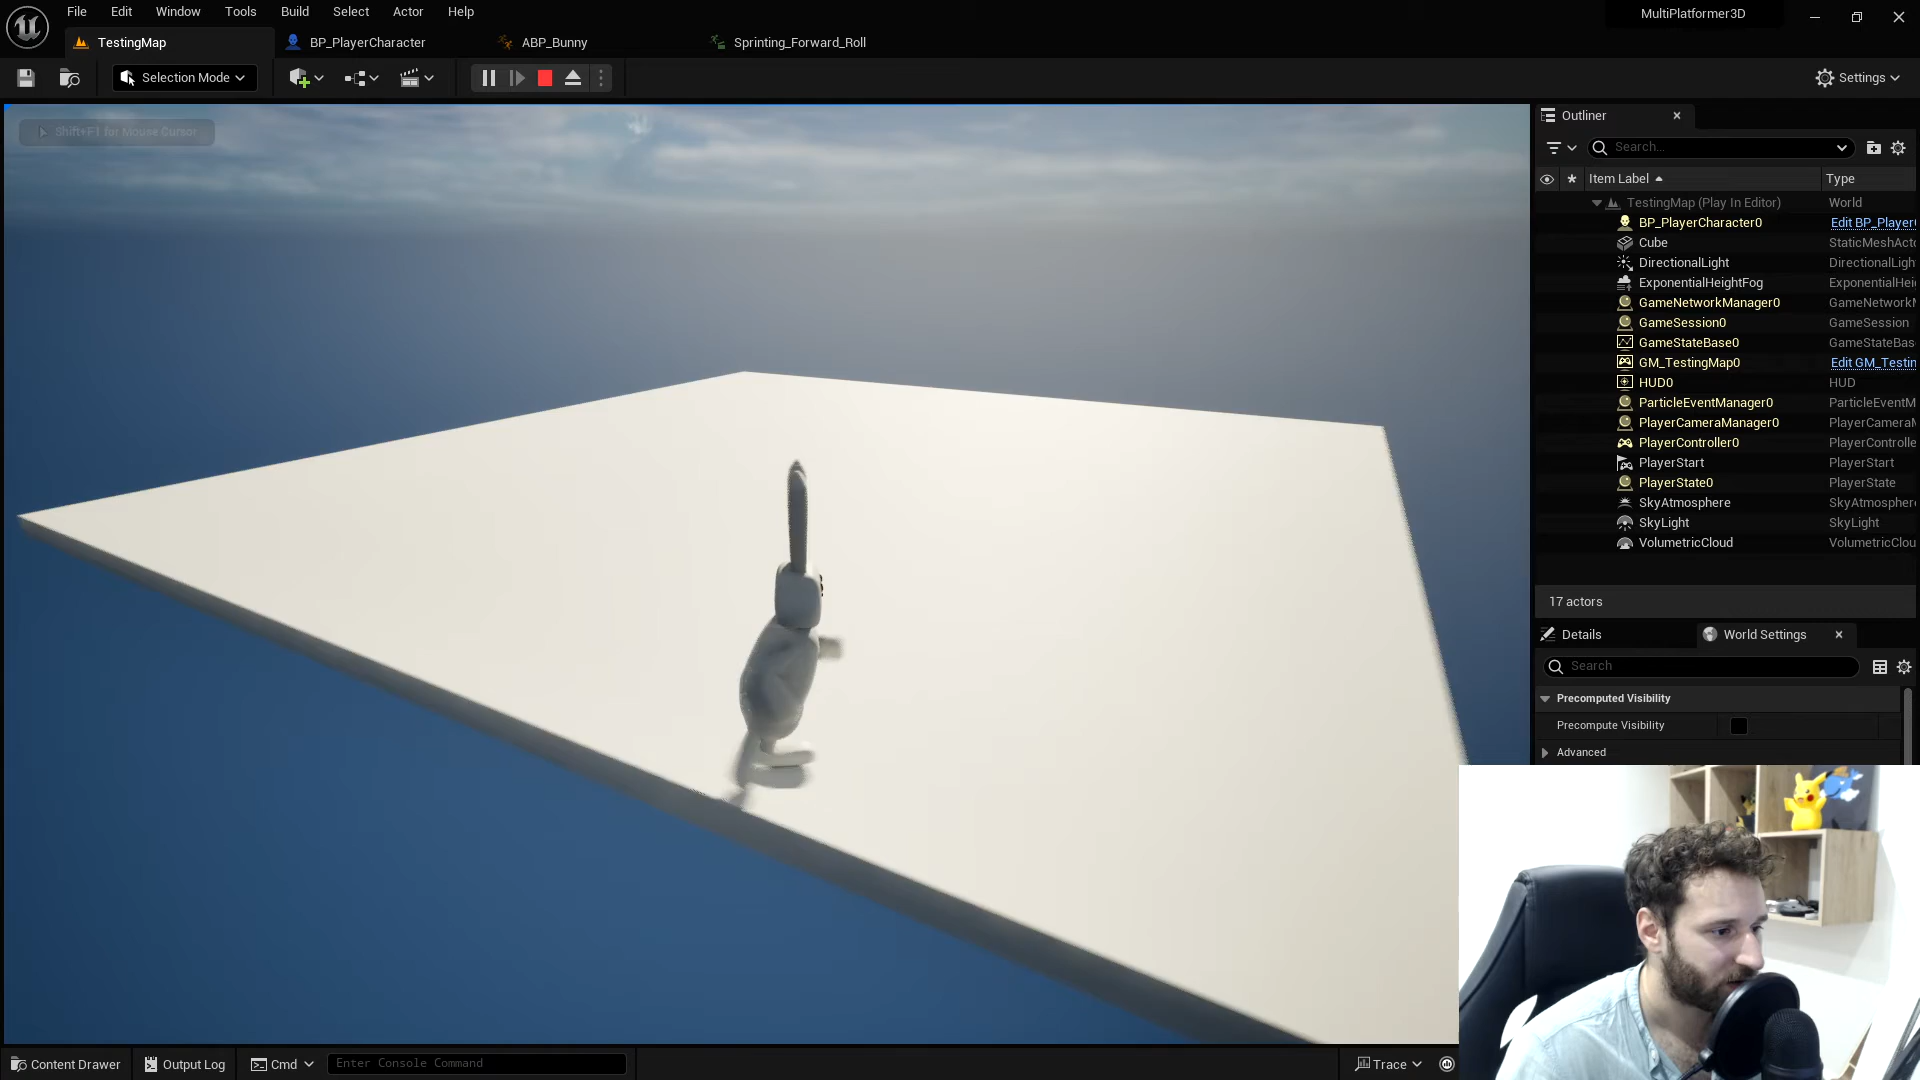 File Edit Window Tools Build Select Actor Help
MultiPlatformer3D
TestingMap
BP_PlayerCharacter
ABP_Bunny
Sprinting_Forward_Roll
Selection Mode
Settings
Shift+F1 for Mouse Cursor
Outliner
Search...
Item Label Type
TestingMap (Play In Editor) World
BP_PlayerCharacter0 Edit BP_Player
Cube StaticMeshActo
DirectionalLight DirectionalLigh
ExponentialHeightFog ExponentialHei
GameNetworkManager0 GameNetworkM
GameSession0 GameSession
GameStateBase0 GameStateBas
GM_TestingMap0 Edit GM_Testin
HUD0 HUD
ParticleEventManager0 ParticleEventM
PlayerCameraManager0 PlayerCameraM
PlayerController0 PlayerControlle
PlayerStart PlayerStart
PlayerState0 PlayerState
SkyAtmosphere SkyAtmosphere
SkyLight SkyLight
VolumetricCloud VolumetricClou
17 actors
Details
World Settings
Search
Precomputed Visibility
Precompute Visibility
Advanced
Content Drawer
Output Log
Cmd
Enter Console Command
Trace